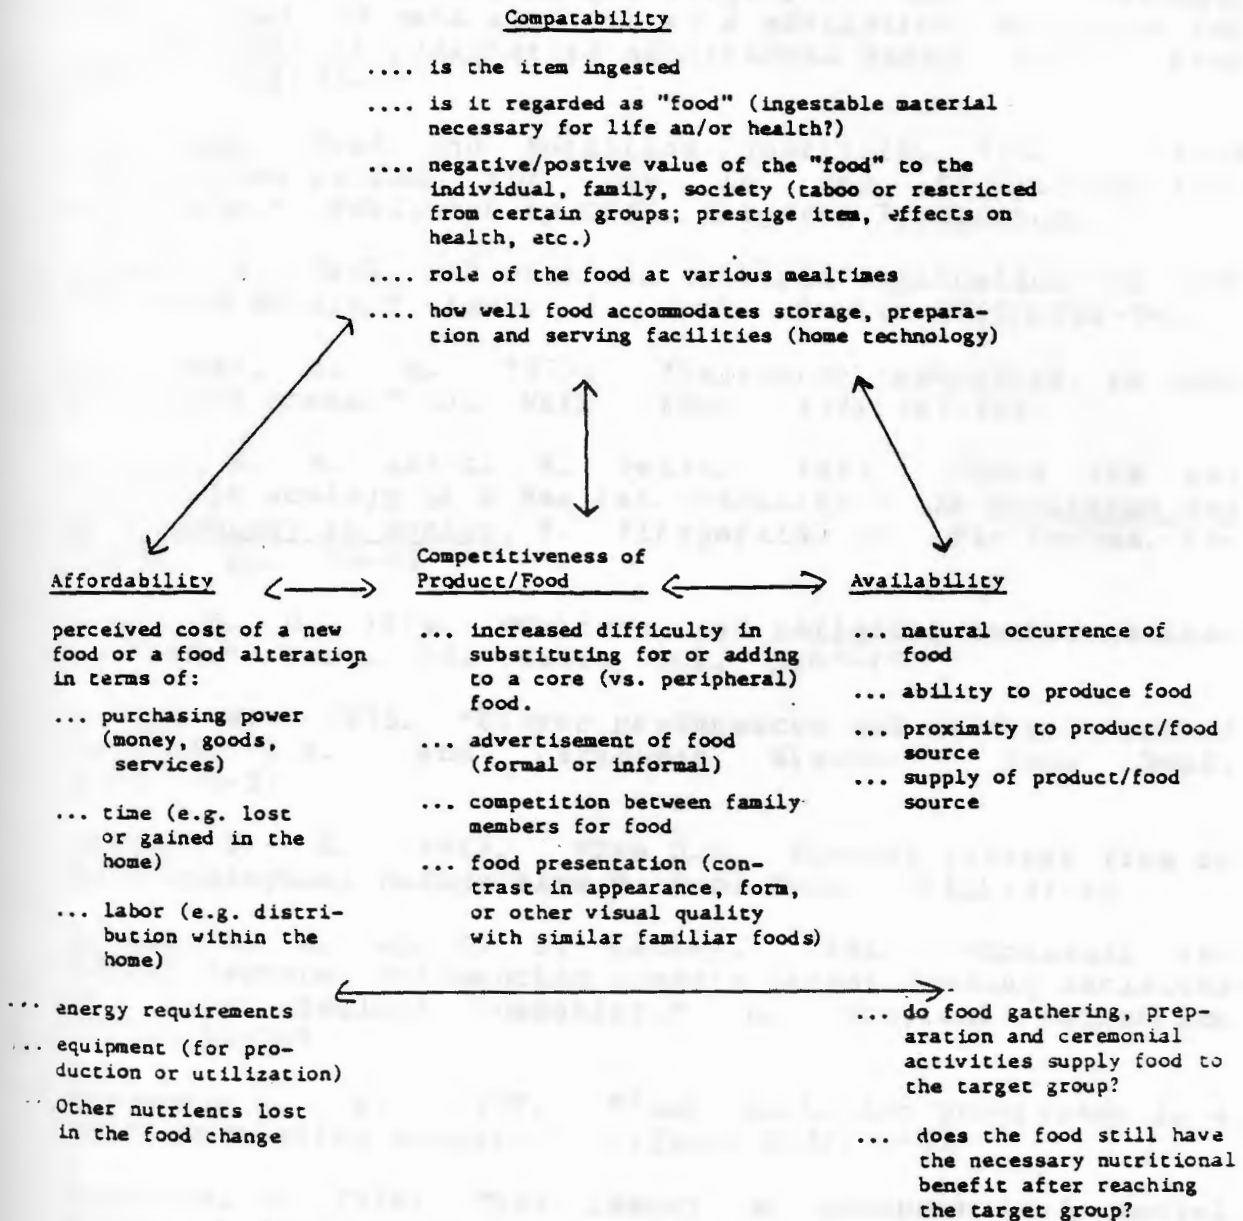 Compatability
.... is the item ingested
.... is it regarded as "food" (ingestable material
necessary for life an/or health?)
.... negative/postive value of the "food" to the
individual, family, society (taboo or restricted
from certain groups; prestige item, effects on
health, etc.)
.... role of the food at various mealtimes
.... how well food accommodates storage, prepara-
tion and serving facilities (home technology)
Affordability
perceived cost of a new
food or a food alteration
in terms of:
... purchasing power
(money, goods,
services)
... time (e.g. lost
or gained in the
home)
... labor (e.g. distri-
bution within the
home)
... energy requirements
... equipment (for pro-
duction or utilization)
.. Other nutrients lost
in the food change
Competitiveness of
Product/Food
... increased difficulty in
substituting for or adding
to a core (vs. peripheral)
food.
... advertisement of food
(formal or informal)
... competition between family
members for food
... food presentation (con-
trast in appearance, form,
or other visual quality
with similar familiar foods)
Availability
... natural occurrence of
food
... ability to produce food
... proximity to product/food
source
... supply of product/food
source
... do food gathering, prep-
aration and ceremonial
activities supply food to
the target group?
... does the food still have
the necessary nutritional
benefit after reaching
the target group?